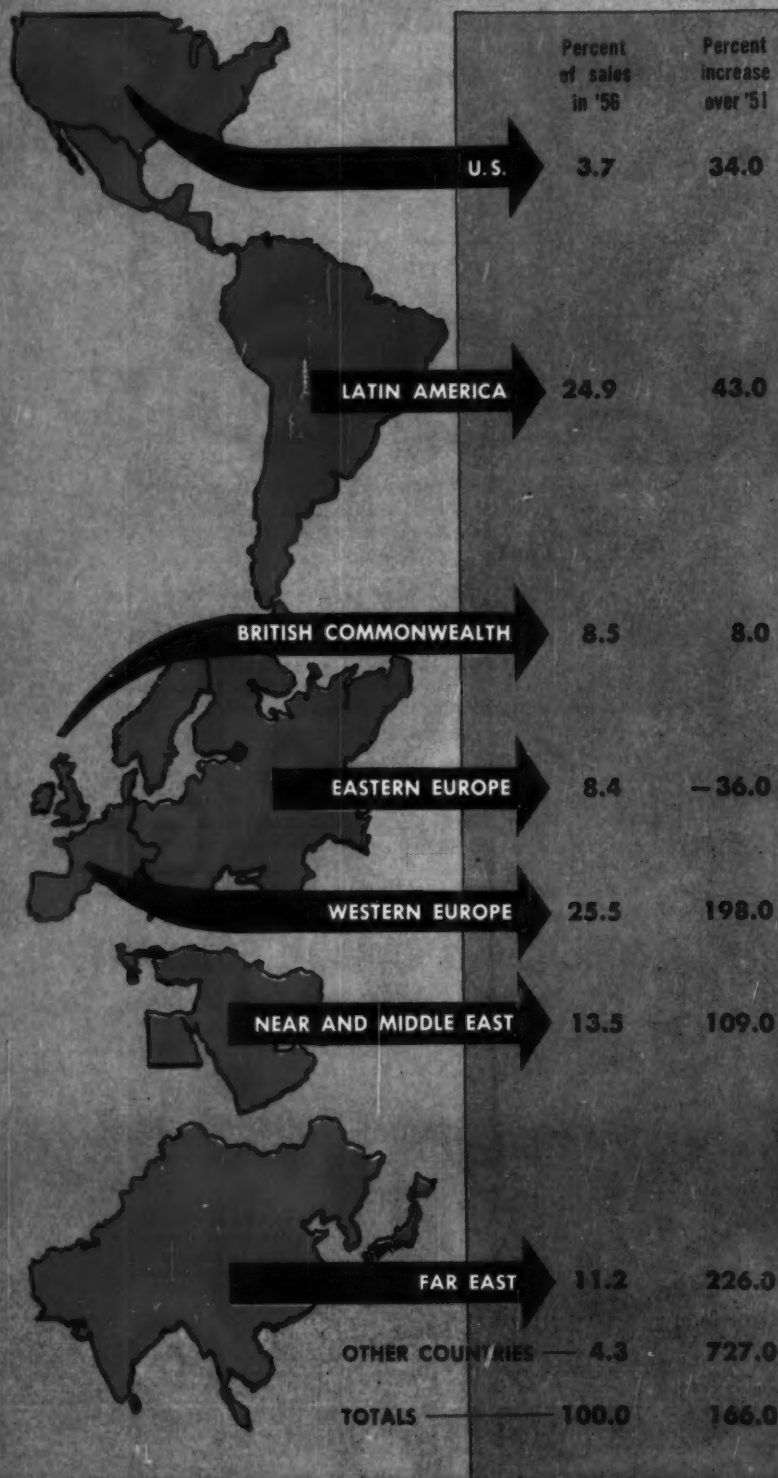 Percent Percent
of sales increase
in '56 over '51
U.S. 3.7 34.0
LATIN AMERICA 24.9 43.0
BRITISH COMMONWEALTH 8.5 8.0
EASTERN EUROPE 8.4 —36.0
WESTERN EUROPE 25.5 198.0
NEAR AND MIDDLE EAST 13.5 109.0
FAR EAST 11.2 226.0
OTHER COUNTRIES — 4.3 727.0
TOTALS — 100.0 166.0